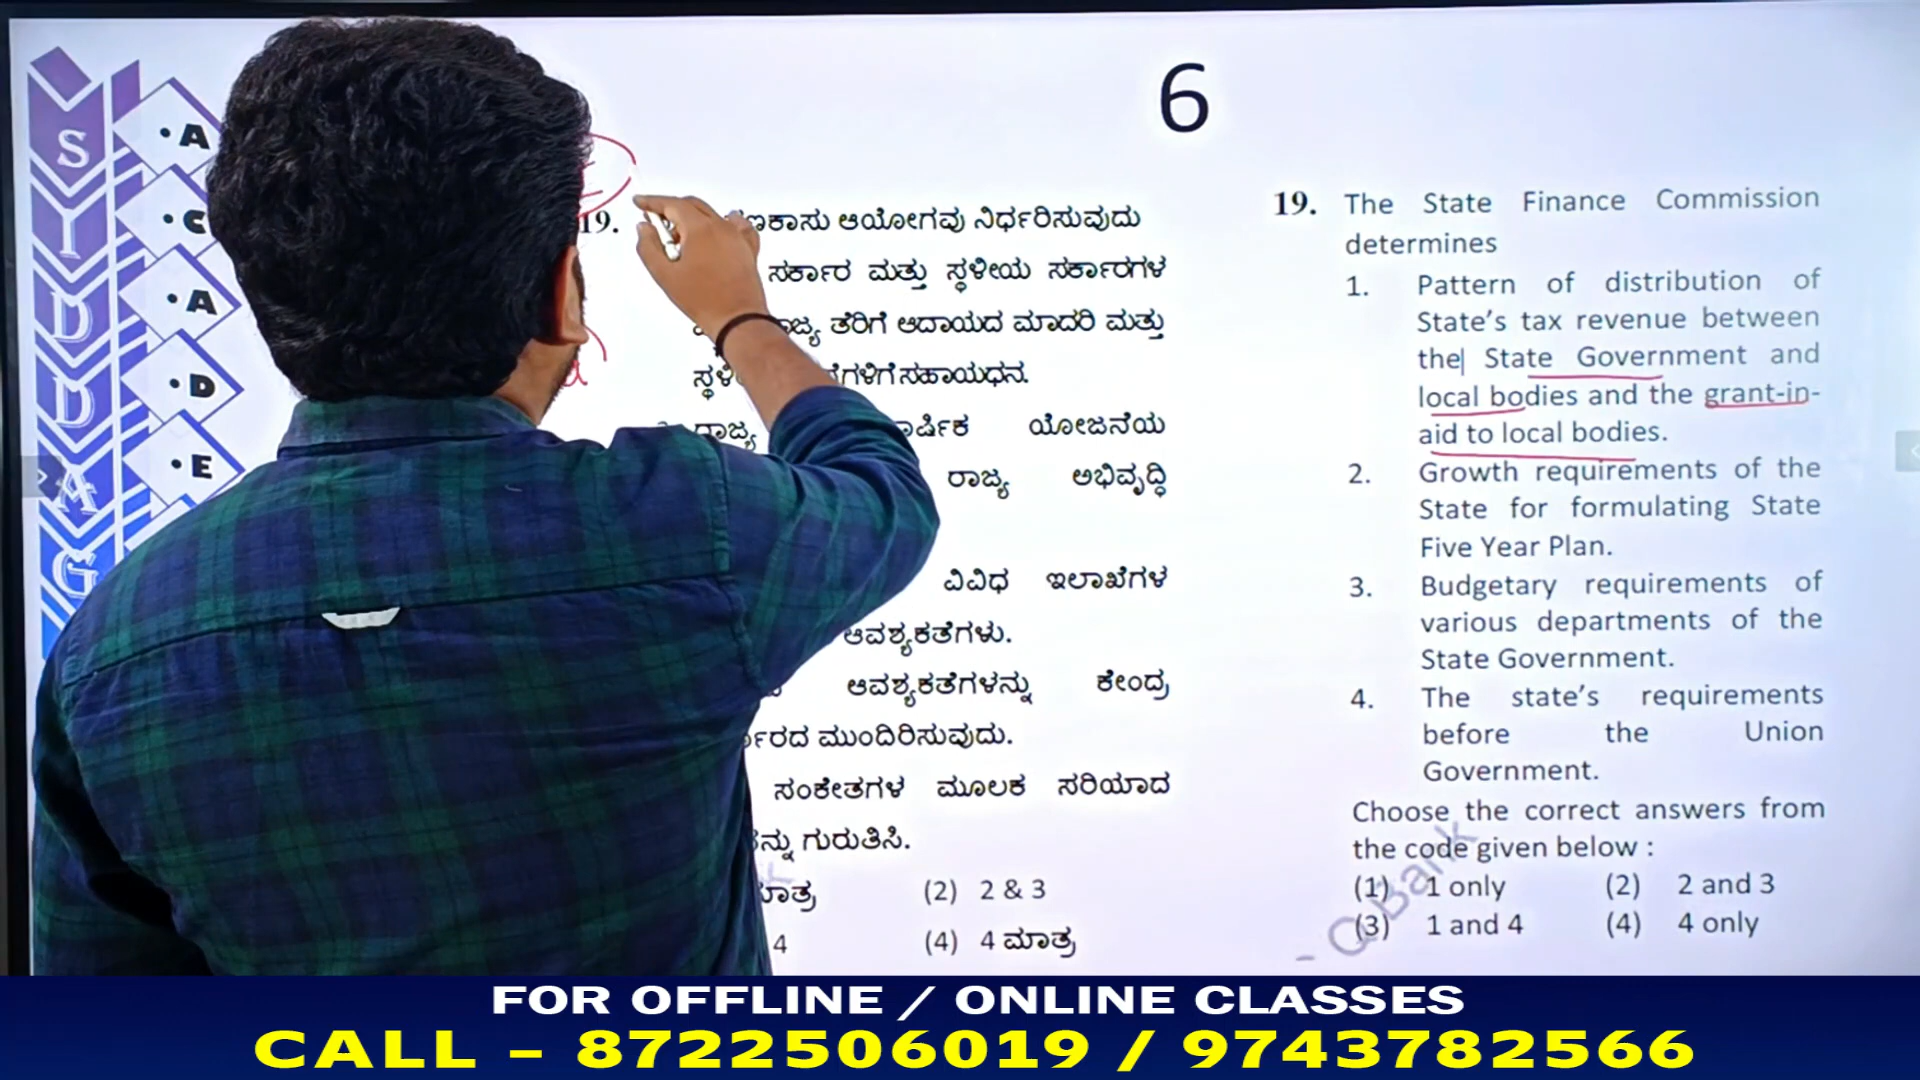 6
S
Y
D
D
A
G
• A
• C
• A
• D
• E
19.
ಆಯೋಗವು ನಿರ್ಧರಿಸುವುದು
ಸರ್ಕಾರ ಮತ್ತು ಸ್ಥಳೀಯ ಸರ್ಕಾರಗಳ
ತೆರಿಗೆ ಆದಾಯದ ಮಾದರಿ ಮತ್ತು
ಸಹಾಯಧನ.
ರಾಜ್ಯ ಯೋಜನೆಯ
ರಾಜ್ಯ ಅಭಿವೃದ್ಧಿ
ವಿವಿಧ ಇಲಾಖೆಗಳ
ಆವಶ್ಯಕತೆಗಳು.
ಆವಶ್ಯಕತೆಗಳನ್ನು ಕೇಂದ್ರ
ಮುಂದಿರಿಸುವುದು.
ಸಂಕೇತಗಳ ಮೂಲಕ ಸರಿಯಾದ
ಗುರುತಿಸಿ.
(2) 2 & 3
4 (4) 4 ಮಾತ್ರ
19. The State Finance Commission
determines
1. Pattern of distribution of
State's tax revenue between
the State Government and
local bodies and the grant-in-
aid to local bodies.
2. Growth requirements of the
State for formulating State
Five Year Plan.
3. Budgetary requirements of
various departments of the
State Government.
4. The state's requirements
before the Union
Government.
Choose the correct answers from
the code given below :
(1) 1 only (2) 2 and 3
(3) 1 and 4 (4) 4 only
- Q Bank
FOR OFFLINE / ONLINE CLASSES
CALL – 8722506019 / 9743782566